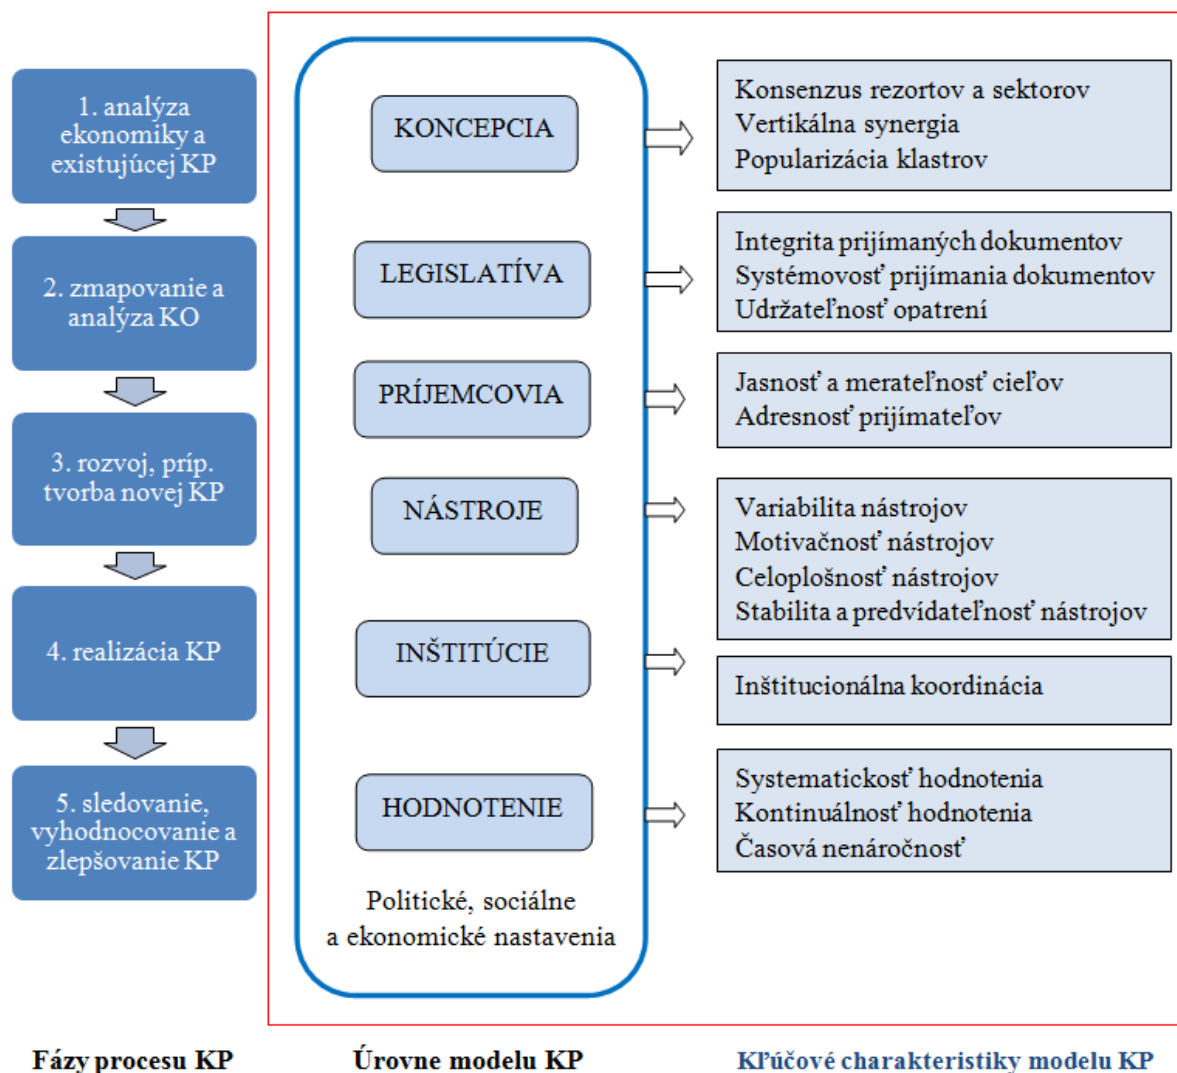 1. analýza
ekonomiky a
existujúcej KP
2. zmapovanie a
analýza KO
3. rozvoj, príp.
tvorba novej KP
4. realizácia KP
5. sledovanie,
vyhodnocovanie a
zlepšovanie KP
Fázy procesu KP
KONCEPCIA
LEGISLATÍVA
PRÍJEMCOVIA
NÁSTROJE
INŠTITÚCIE
HODNOTENIE
Politické, sociálne
a ekonomické nastavenia
Úrovne modelu KP
Konsenzus rezortov a sektorov
Vertikálna synergia
Popularizácia klastrov
Integrita prijímaných dokumentov
Systémovosť prijímania dokumentov
Udržateľnosť opatrení
Jasnosť a merateľnosť cieľov
Adresnosť prijímateľov
Variabilita nástrojov
Motivačnosť nástrojov
Celoplošnosť nástrojov
Stabilita a predvídateľnosť nástrojov
Inštitucionálna koordinácia
Systematickosť hodnotenia
Kontinuálnosť hodnotenia
Časová nenáročnosť
Kľúčové charakteristiky modelu KP